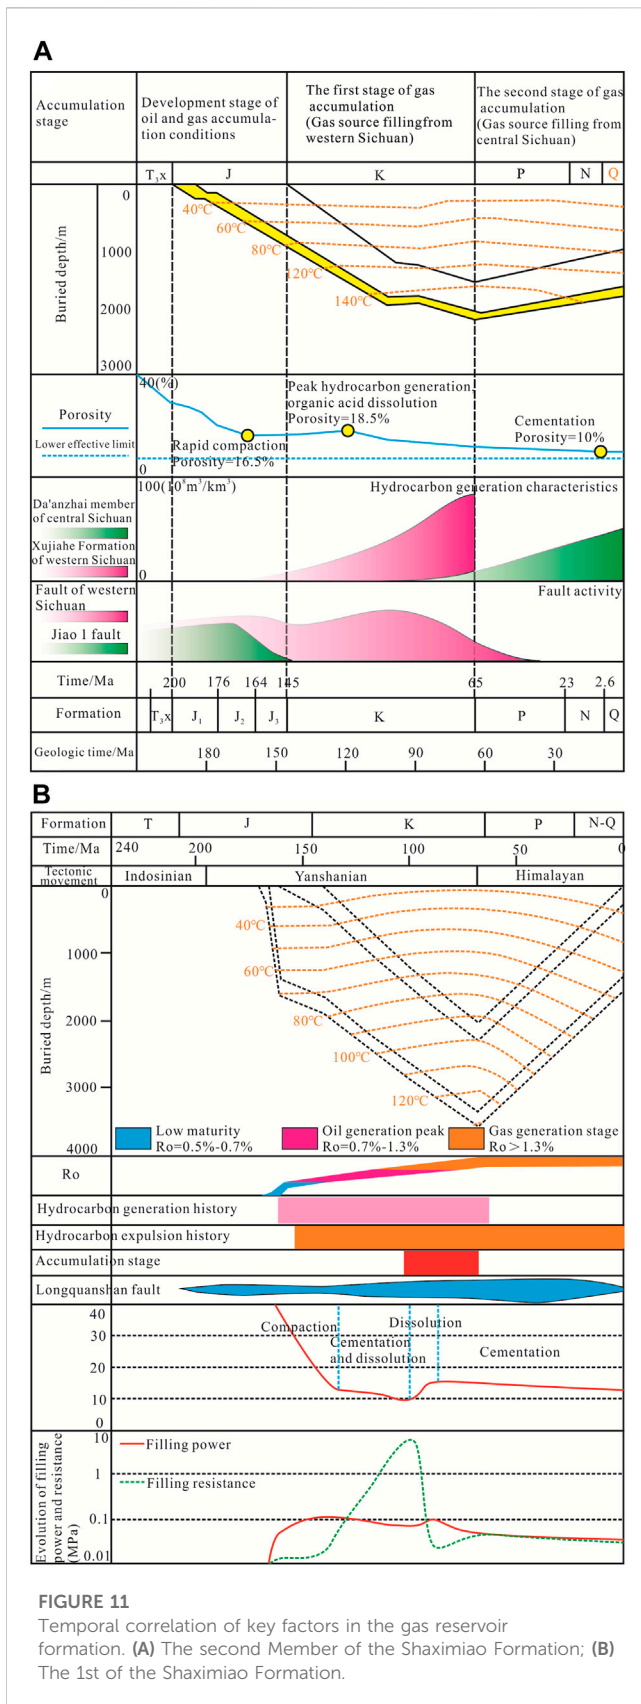 A
Accumulation
stage
Development stage of
oil and gas accumula-
tion conditions
The first stage of gas
accumulation
(Gas source fillingfrom
western Sichuan)
The second stage of gas
accumulation
(Gas source filling from
central Sichuan)
T₃x
J
K
P
N
Q
Buried depth/m
0
1000
2000
3000
40℃
60℃
80℃
120℃
140℃
Porosity
Lower effective limit
40(%)
0
Rapid compaction
Porosity=16.5%
Peak hydrocarbon generation,
organic acid dissolution
Porosity=18.5%
Cementation
Porosity=10%
Da'anzhai member
of central Sichuan
Xujiahe Formation
of western Sichuan
100(10⁸m³/km³)
0
Hydrocarbon generation characteristics
Fault of western
Sichuan
Jiao 1 fault
Fault activity
Time/Ma
200
176
164
145
65
23
2.6
Formation
T₃x
J₁
J₂
J₃
K
P
N
Q
Geologic time/Ma
180
150
120
90
60
30
B
Formation
T
J
K
P
N-Q
Time/Ma
240
200
150
100
50
0
Tectonic
movement
Indosinian
Yanshanian
Himalayan
Buried depth/m
0
1000
2000
3000
4000
40℃
60℃
80℃
100℃
120℃
Low maturity
Ro=0.5%-0.7%
Oil generation peak
Ro=0.7%-1.3%
Gas generation stage
Ro＞1.3%
Ro
Hydrocarbon generation history
Hydrocarbon expulsion history
Accumulation stage
Longquanshan fault
40
30
20
10
0
Compaction
Cementation
and dissolution
Dissolution
Cementation
Evolution of filling
power and resistance
(MPa)
10
1
0.1
0.01
Filling power
Filling resistance
FIGURE 11
Temporal correlation of key factors in the gas reservoir
formation. (A) The second Member of the Shaximiao Formation; (B)
The 1st of the Shaximiao Formation.